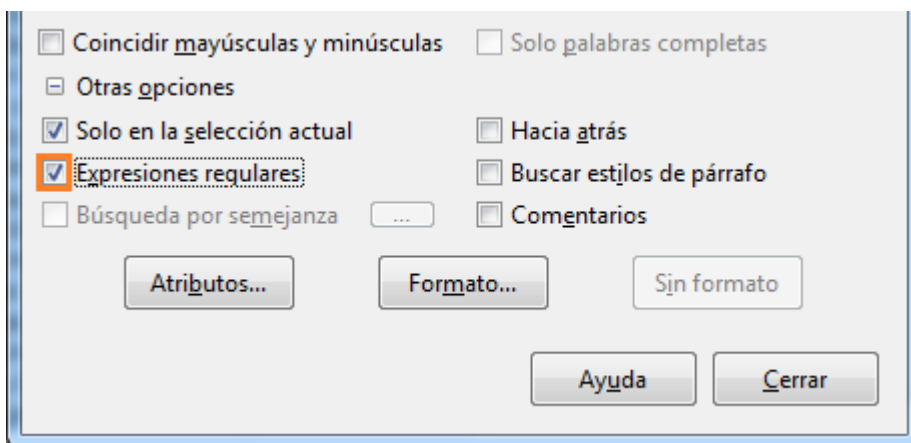 Coincidir mayúsculas y minúsculas Solo palabras completas
Otras opciones
Solo en la selección actual Hacia atrás
Expresiones regulares Buscar estilos de párrafo
Búsqueda por semejanza ... Comentarios
Atributos... Formato... Sin formato
Ayuda Cerrar